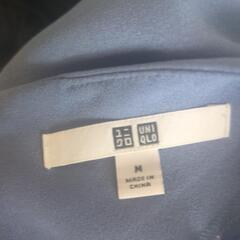 ユニ UNI
クロ QLO
M
MADE IN
CHINA